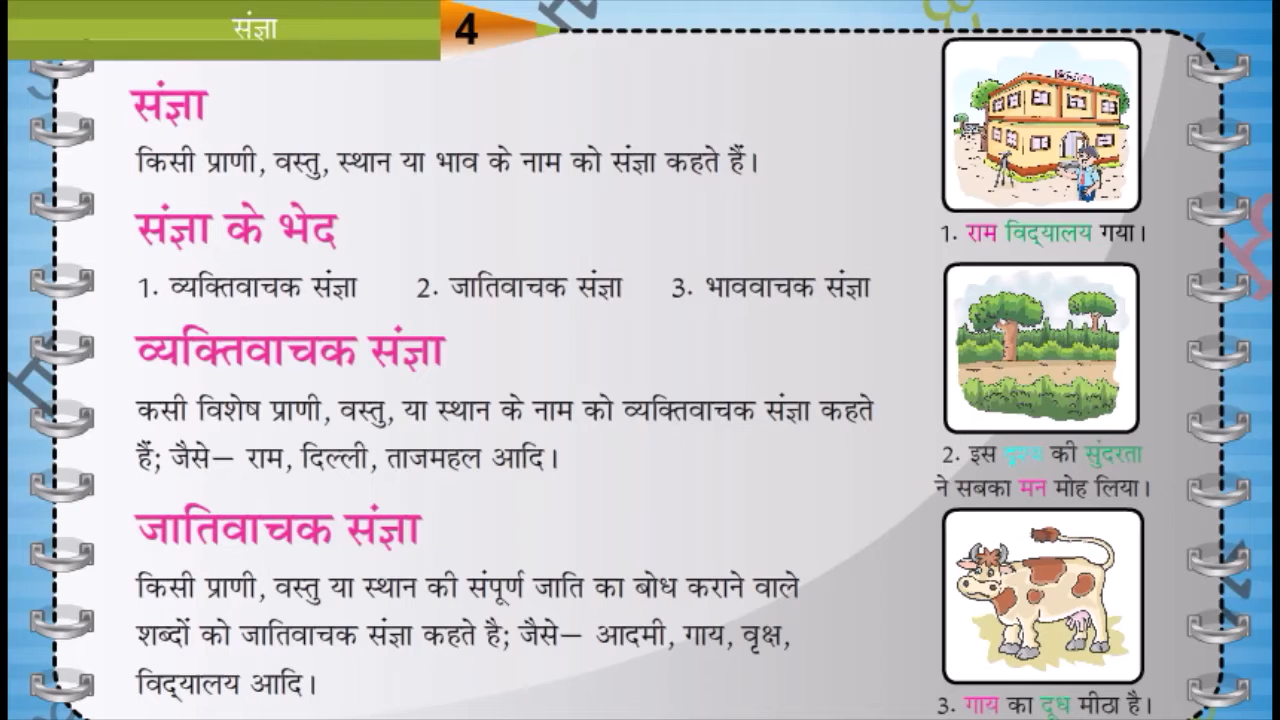 संज्ञा
4
संज्ञा
किसी प्राणी, वस्तु, स्थान या भाव के नाम को संज्ञा कहते हैं।
संज्ञा के भेद
1. व्यक्तिवाचक संज्ञा 2. जातिवाचक संज्ञा 3. भाववाचक संज्ञा
व्यक्तिवाचक संज्ञा
कसी विशेष प्राणी, वस्तु, या स्थान के नाम को व्यक्तिवाचक संज्ञा कहते
हैं; जैसे— राम, दिल्ली, ताजमहल आदि।
जातिवाचक संज्ञा
किसी प्राणी, वस्तु या स्थान की संपूर्ण जाति का बोध कराने वाले
शब्दों को जातिवाचक संज्ञा कहते है; जैसे— आदमी, गाय, वृक्ष,
विद्यालय आदि।
1. राम विद्यालय गया।
2. इस दृश्य की सुंदरता
ने सबका मन मोह लिया।
3. गाय का दूध मीठा है।